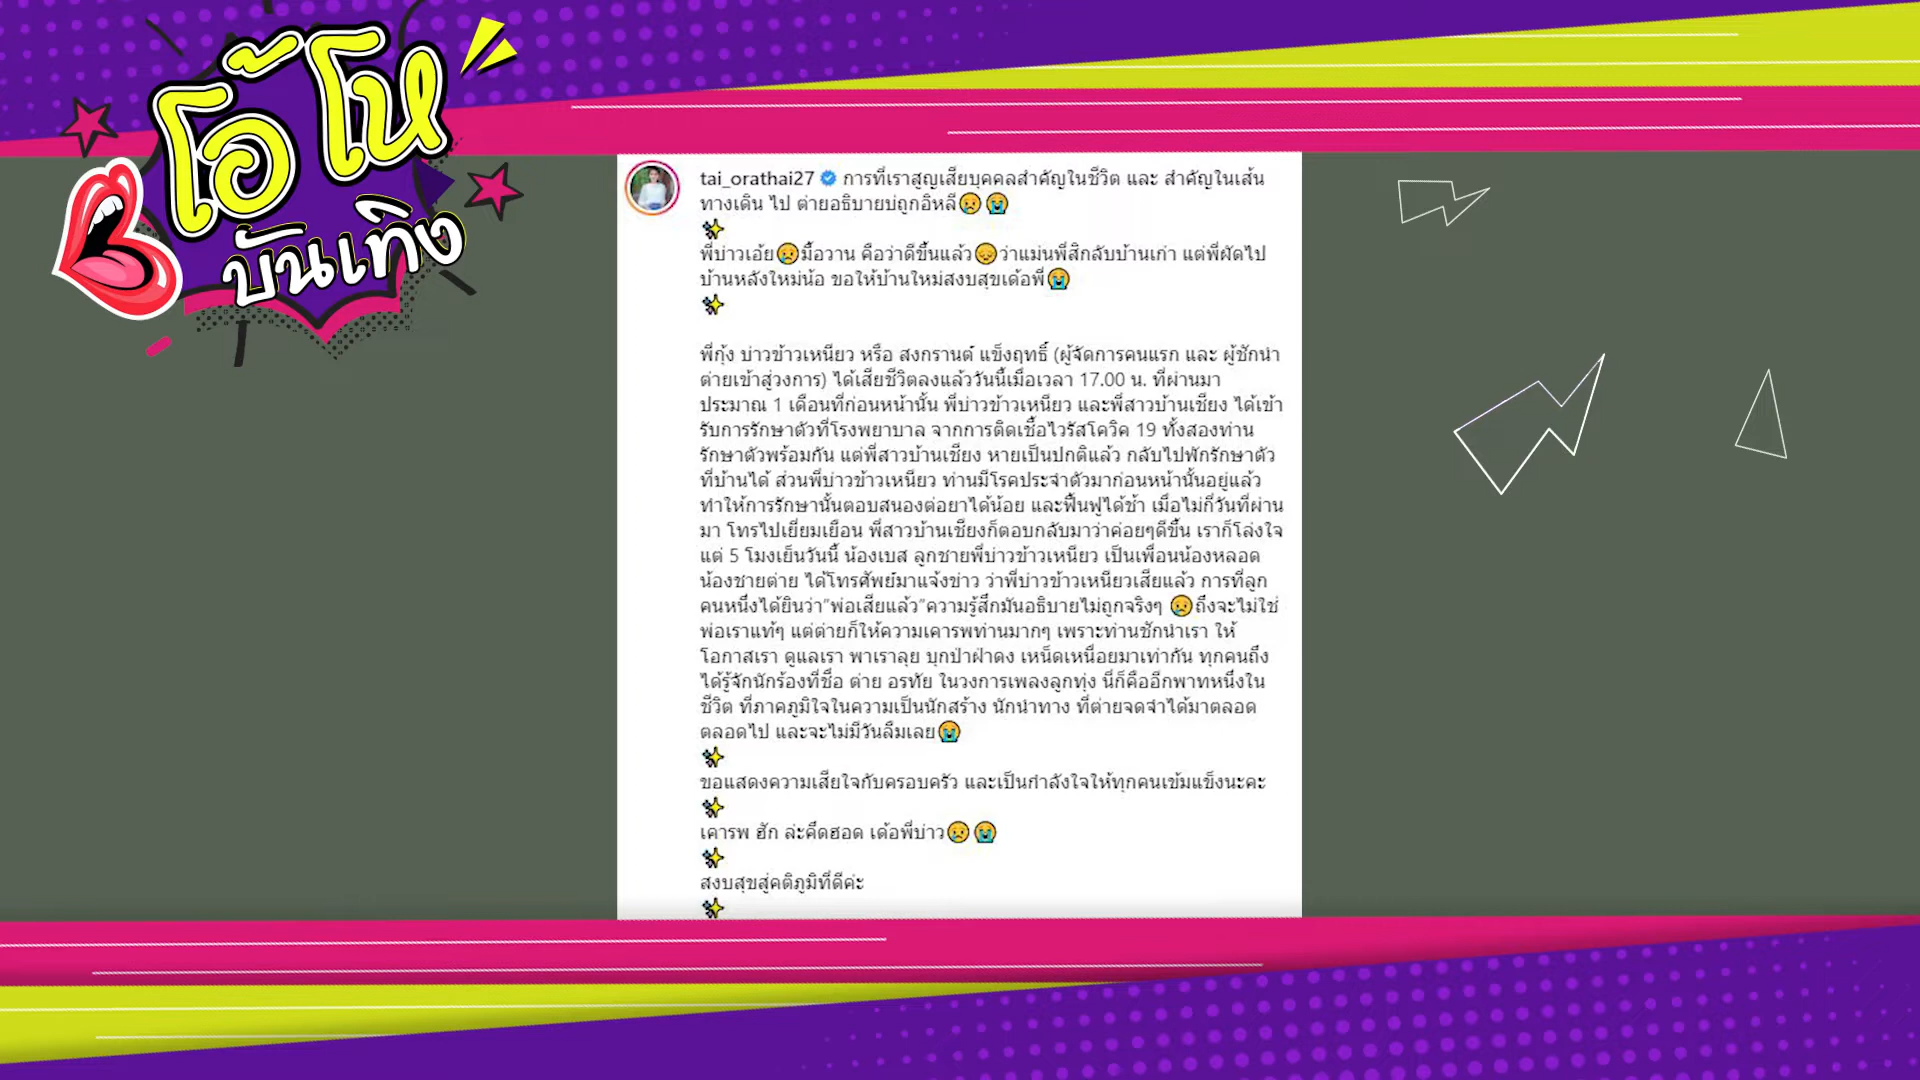 โอ้โห
บันเทิง
tai_orathai27 การที่เราสูญเสียบุคคลสำคัญในชีวิต และ สำคัญในเส้น
ทางเดิน ไป ต่ายอธิบายบ่ถูกอิหลี😢😭
✨
พี่บ่าวเอ้ย😢มื้อวาน คือว่าดีขึ้นแล้ว😔ว่าแม่นพี่สิกลับบ้านเก่า แต่พี่ผัดไป
บ้านหลังใหม่น้อ ขอให้บ้านใหม่สงบสุขเด้อพี่😭
✨
พี่กุ้ง บ่าวข้าวเหนียว หรือ สงกรานต์ แข็งฤทธิ์ (ผู้จัดการคนแรก และ ผู้ชักนำ
ต่ายเข้าสู่วงการ) ได้เสียชีวิตลงแล้ววันนี้เมื่อเวลา 17.00 น. ที่ผ่านมา
ประมาณ 1 เดือนที่ก่อนหน้านั้น พี่บ่าวข้าวเหนียว และพี่สาวบ้านเชียง ได้เข้า
รับการรักษาตัวที่โรงพยาบาล จากการติดเชื้อไวรัสโควิค 19 ทั้งสองท่าน
รักษาตัวพร้อมกัน แต่พี่สาวบ้านเชียง หายเป็นปกติแล้ว กลับไปพักรักษาตัว
ที่บ้านได้ ส่วนพี่บ่าวข้าวเหนียว ท่านมีโรคประจำตัวมาก่อนหน้านั้นอยู่แล้ว
ทำให้การรักษานั้นตอบสนองต่อยาได้น้อย และฟื้นฟูได้ช้า เมื่อไม่กี่วันที่ผ่าน
มา โทรไปเยี่ยมเยือน พี่สาวบ้านเชียงก็ตอบกลับมาว่าค่อยๆดีขึ้น เราก็โล่งใจ
แต่ 5 โมงเย็นวันนี้ น้องเบส ลูกชายพี่บ่าวข้าวเหนียว เป็นเพื่อนน้องหลอด
น้องชายต่าย ได้โทรศัพย์มาแจ้งข่าว ว่าพี่บ่าวข้าวเหนียวเสียแล้ว การที่ลูก
คนหนึ่งได้ยินว่า"พ่อเสียแล้ว"ความรู้สึกมันอธิบายไม่ถูกจริงๆ 😢ถึงจะไม่ใช่
พ่อเราแท้ๆ แต่ต่ายก็ให้ความเคารพท่านมากๆ เพราะท่านชักนำเรา ให้
โอกาสเรา ดูแลเรา พาเราลุย บุกป่าฝ่าดง เหน็ดเหนื่อยมาเท่ากัน ทุกคนถึง
ได้รู้จักนักร้องที่ชื่อ ต่าย อรทัย ในวงการเพลงลูกทุ่ง นี่ก็คืออีกพาทหนึ่งใน
ชีวิต ที่ภาคภูมิใจในความเป็นนักสร้าง นักนำทาง ที่ต่ายจดจำได้มาตลอด
ตลอดไป และจะไม่มีวันลืมเลย😭
✨
ขอแสดงความเสียใจกับครอบครัว และเป็นกำลังใจให้ทุกคนเข้มแข็งนะคะ
✨
เคารพ ฮัก ล่ะคึดฮอด เด้อพี่บ่าว😢😭
✨
สงบสุขสู่คติภูมิที่ดีค่ะ
✨